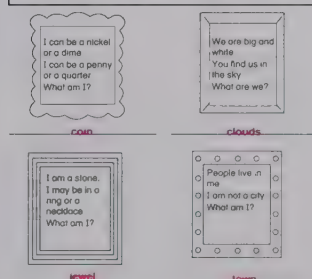 I can be a nickel
or a dime
I can be a penny
or a quarter
What am I?
coin
We are big and
white
You find us in
the sky
What are we?
clouds
I am a stone,
I may be in a
ring or a
necklace
What am I?
jewel
People live in
me
I am not a city
What am I?
town